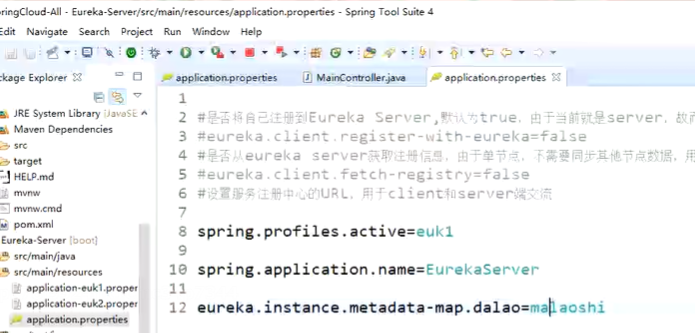 ringCloud-All - Eureka-Server/src/main/resources/application.properties - Spring Tool Suite 4
Edit Navigate Search Project Run Window Help
ckage Explorer
application.properties
MainController.java
application.properties
JRE System Library [JavaSE
Maven Dependencies
src
target
HELP.md
mvnw
mvnw.cmd
pom.xml
Eureka-Server [boot]
src/main/java
src/main/resources
application-euk1.proper
application-euk2.proper
application.properties
1
2 #是否将自己注册到Eureka Server,默认为true，由于当前就是server，故而
3 #eureka.client.register-with-eureka=false
4 #是否从eureka server获取注册信息，由于单节点，不需要同步其他节点数据，用
5 #eureka.client.fetch-registry=false
6 #设置服务注册中心的URL，用于client和server端交流
7
8 spring.profiles.active=euk1
9
10 spring.application.name=EurekaServer
11
12 eureka.instance.metadata-map.dalao=malaoshi